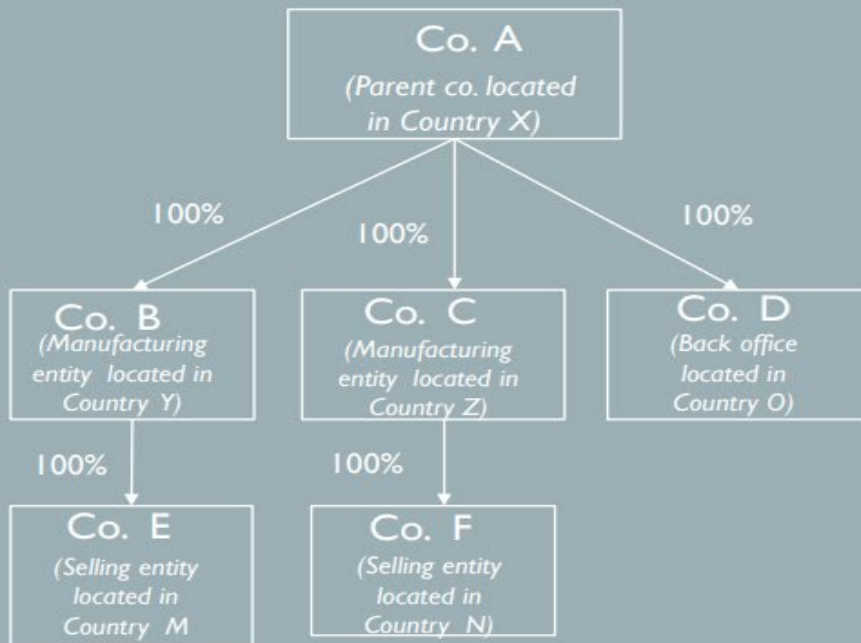 Co. A
(Parent co. located
in Country X)
100%
100%
100%
Co. B
(Manufacturing
entity located in
Country Y)
Co. C
(Manufacturing
entity located in
Country Z)
Co. D
(Back office
located in
Country O)
100%
100%
Co. E
(Selling entity
located in
Country M
Co. F
(Selling entity
located in
Country N)